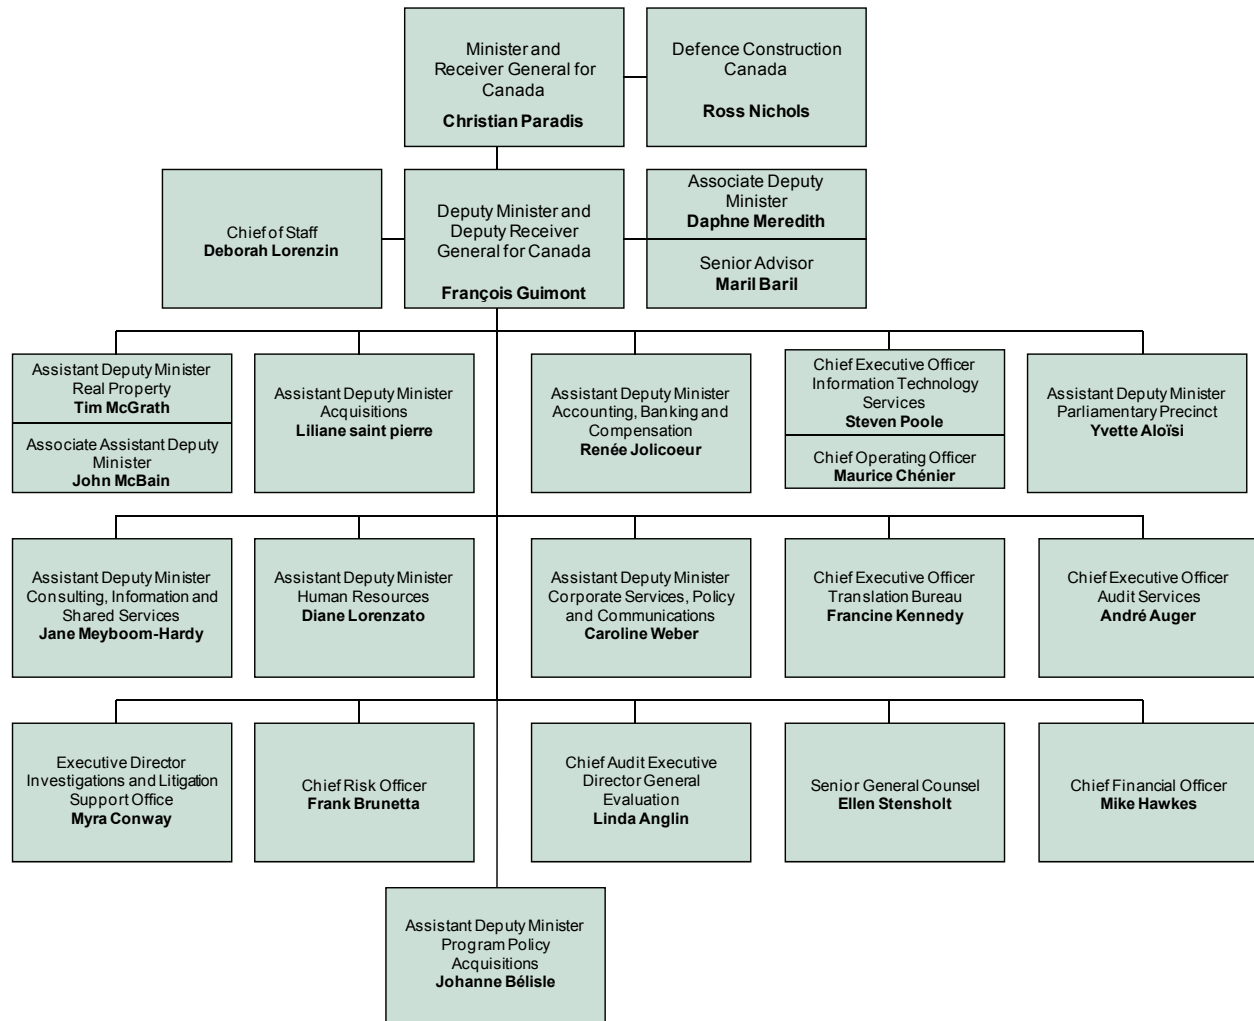 Minister and
Receiver General for
Canada
Christian Paradis
Defence Construction
Canada
Ross Nichols
Chief of Staff
Deborah Lorenzin
Deputy Minister and
Deputy Receiver
General for Canada
François Guimont
Associate Deputy
Minister
Daphne Meredith
Senior Advisor
Maril Baril
Assistant Deputy Minister
Real Property
Tim McGrath
Associate Assistant Deputy
Minister
John McBain
Assistant Deputy Minister
Acquisitions
Liliane saint pierre
Assistant Deputy Minister
Accounting, Banking and
Compensation
Renée Jolicoeur
Chief Executive Officer
Information Technology
Services
Steven Poole
Chief Operating Officer
Maurice Chénier
Assistant Deputy Minister
Parliamentary Precinct
Yvette Aloïsi
Assistant Deputy Minister
Consulting, Information and
Shared Services
Jane Meyboom-Hardy
Assistant Deputy Minister
Human Resources
Diane Lorenzato
Assistant Deputy Minister
Corporate Services, Policy
and Communications
Caroline Weber
Chief Executive Officer
Translation Bureau
Francine Kennedy
Chief Executive Officer
Audit Services
André Auger
Executive Director
Investigations and Litigation
Support Office
Myra Conway
Chief Risk Officer
Frank Brunetta
Chief Audit Executive
Director General
Evaluation
Linda Anglin
Senior General Counsel
Ellen Stensholt
Chief Financial Officer
Mike Hawkes
Assistant Deputy Minister
Program Policy
Acquisitions
Johanne Bélisle